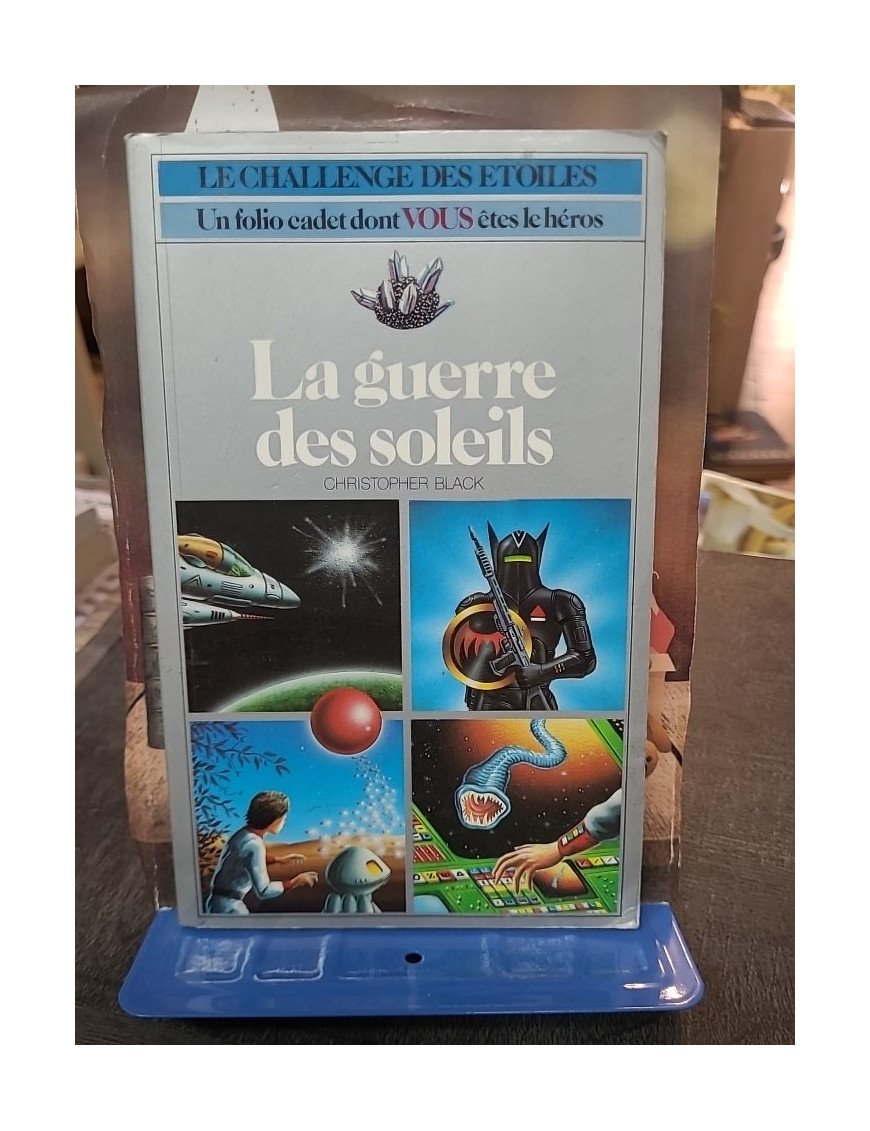 LE CHALLENGE DES ETOILES
Un folio cadet dont VOUS êtes le héros
La guerre
des soleils
CHRISTOPHER BLACK